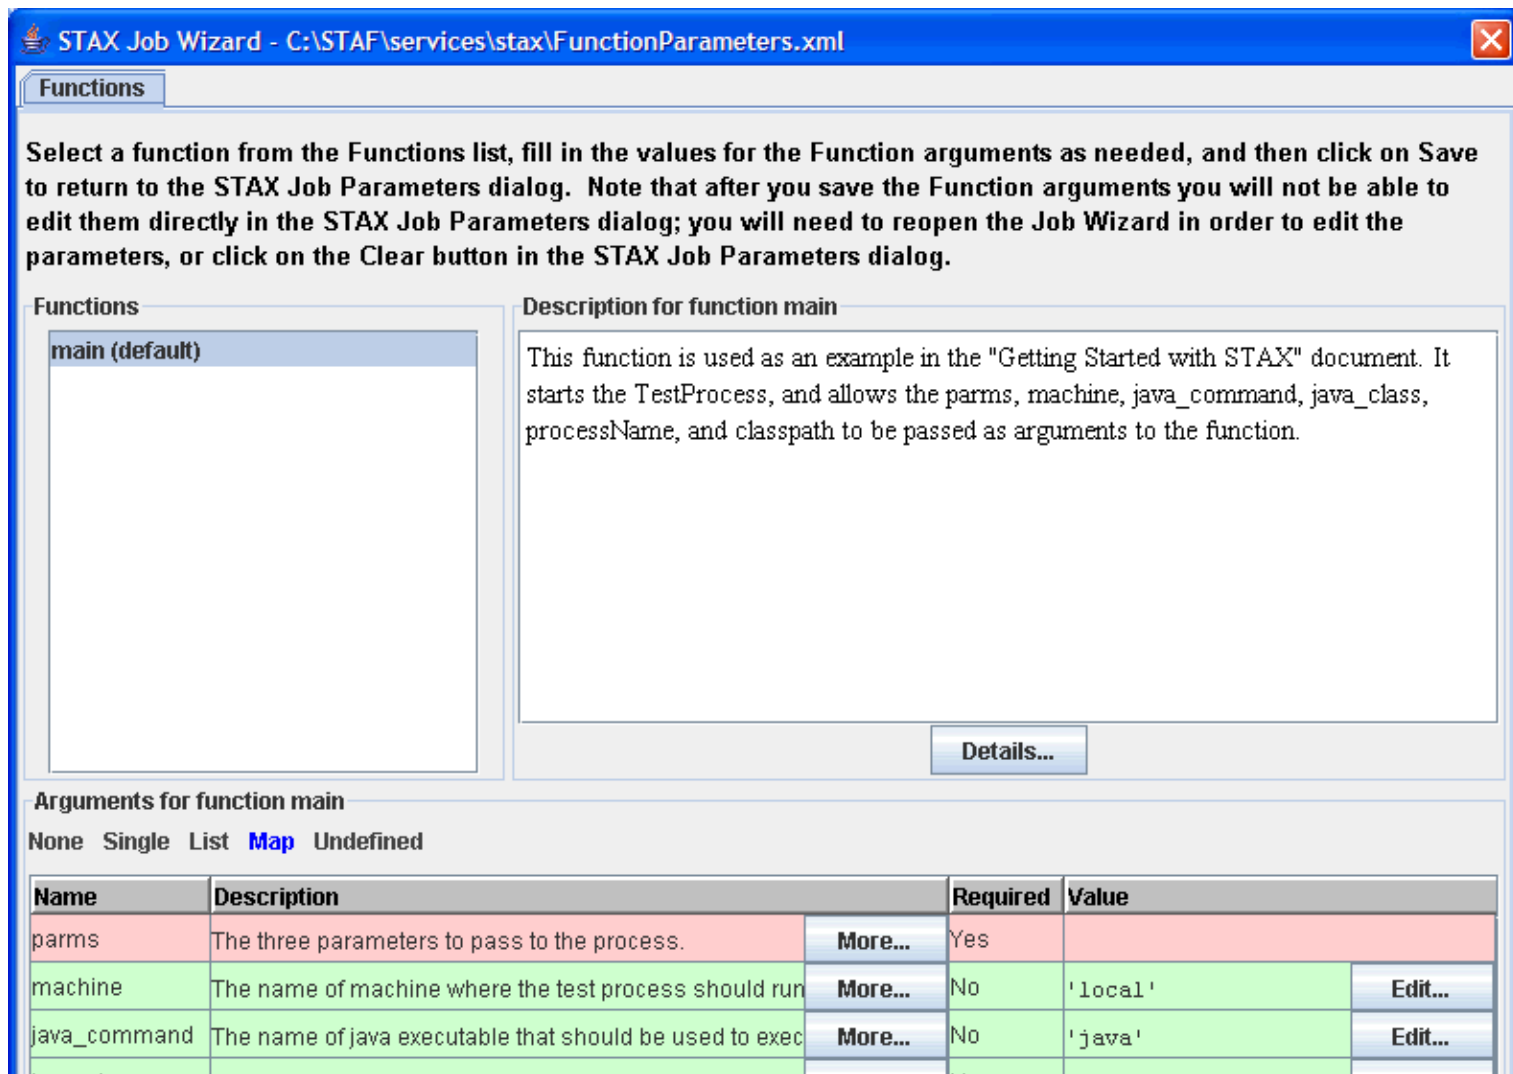 STAX Job Wizard - C:\STAF\services\stax\FunctionParameters.xml
Functions
Select a function from the Functions list, fill in the values for the Function arguments as needed, and then click on Save
to return to the STAX Job Parameters dialog.  Note that after you save the Function arguments you will not be able to
edit them directly in the STAX Job Parameters dialog; you will need to reopen the Job Wizard in order to edit the
parameters, or click on the Clear button in the STAX Job Parameters dialog.
Functions
main (default)
Description for function main
This function is used as an example in the "Getting Started with STAX" document. It
starts the TestProcess, and allows the parms, machine, java_command, java_class,
processName, and classpath to be passed as arguments to the function.
Details...
Arguments for function main
None Single List Map Undefined
Name Description Required Value
parms The three parameters to pass to the process. More... Yes
machine The name of machine where the test process should run More... No 'local' Edit...
java_command The name of java executable that should be used to exec More... No 'java' Edit...